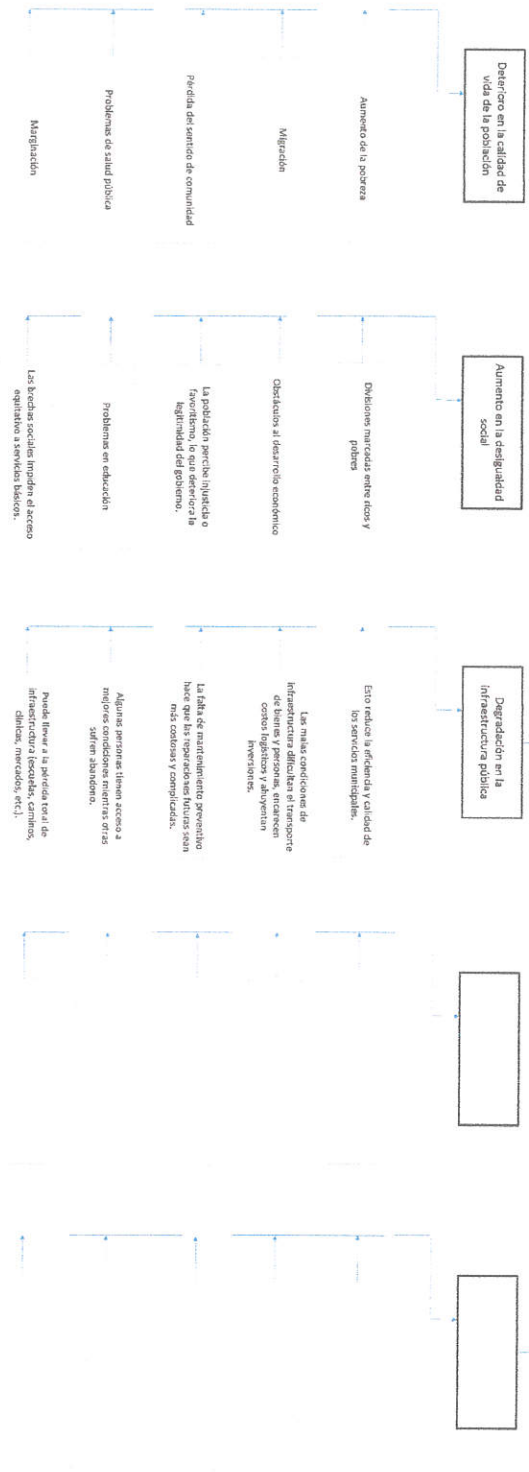 Deterioro en la calidad de
vida de la población
Aumento de la pobreza
Migración
Pérdida del sentido de comunidad
Problemas de salud pública
Marginación
Aumento en la desigualdad
social
Divisiones marcadas entre ricos y
pobres
Obstáculos al desarrollo económico
La población percibe injusticia o
favoritismo, lo que deteriora la
legitimidad del gobierno.
Problemas en educación
Las brechas sociales impiden el acceso
equitativo a servicios básicos.
Degradación en la
infraestructura pública
Esto reduce la eficiencia y calidad de
los servicios municipales.
Las malas condiciones de
infraestructura dificultan el transporte
de bienes y personas, encarecen
costos logísticos y ahuyentan
inversiones.
La falta de mantenimiento preventivo
hace que las reparaciones futuras sean
más costosas y complicadas.
Algunas personas tienen acceso a
mejores condiciones mientras otras
sufren abandono.
Puede llevar a la pérdida total de
infraestructura (escuelas, caminos,
clínicas, mercados, etc.).